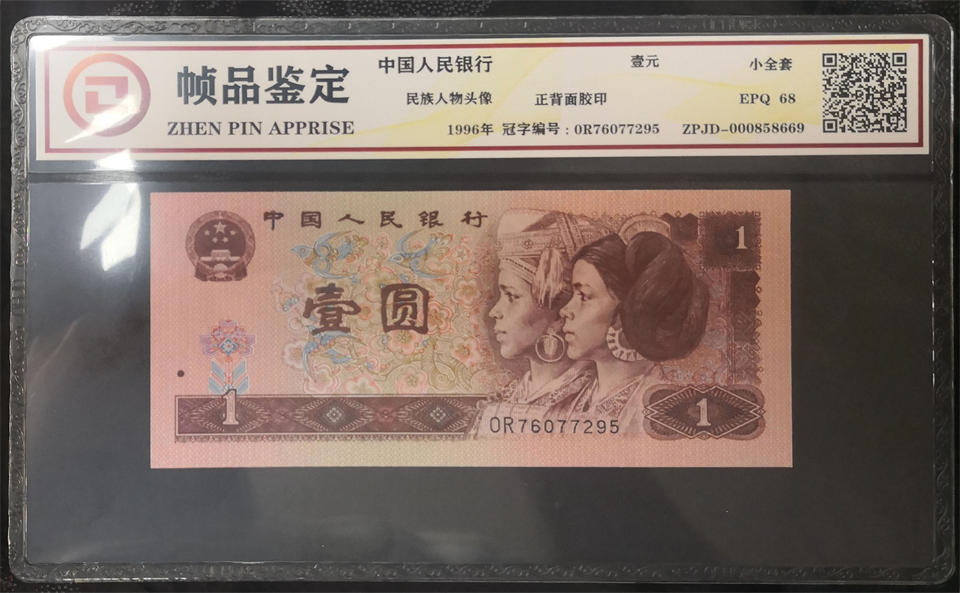 帧品鉴定
ZHEN PIN APPRISE
中国人民银行 壹元 小全套
民族人物头像 正背面胶印 EPQ 68
1996年 冠字编号：0R76077295 ZPJD-000858669
中国人民银行
1
壹圆
1
1
OR76077295